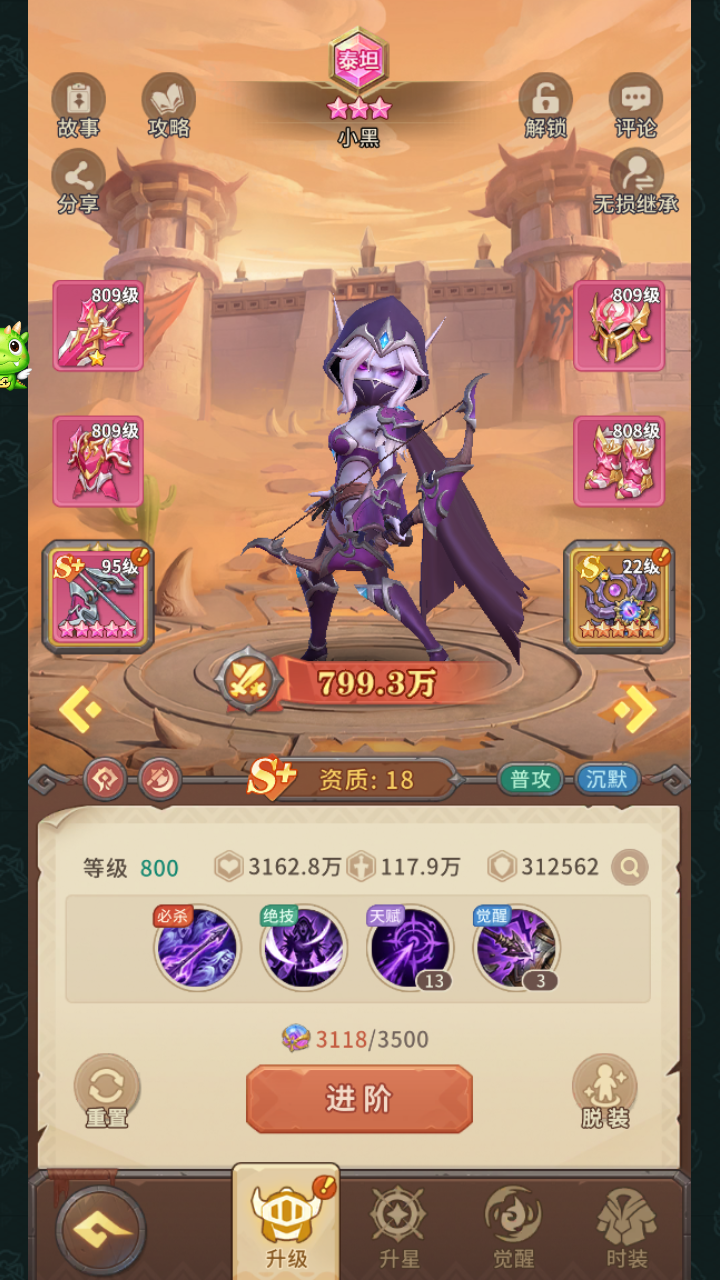 泰坦
故事
攻略
小黑
解锁
评论
分享
无损继承
809级
809级
809级
808级
S+ 95级
S 22级
799.3万
S+ 资质: 18
普攻
沉默
等级 800
3162.8万
117.9万
312562
必杀
绝技
天赋
觉醒
13
3
3118/3500
重置
进阶
脱装
升级
升星
觉醒
时装